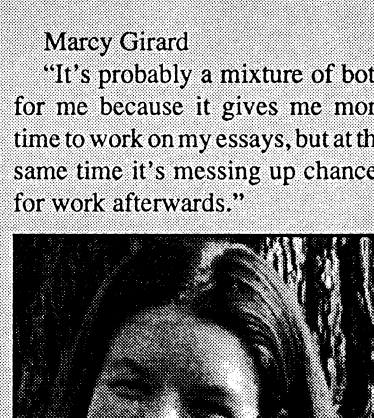 Marcy Girard
“It’s probably a mixture of bot
for me because it gives me mor
time to work on my essays, but at th
same time it’s messing up chance
for work afterwards.”